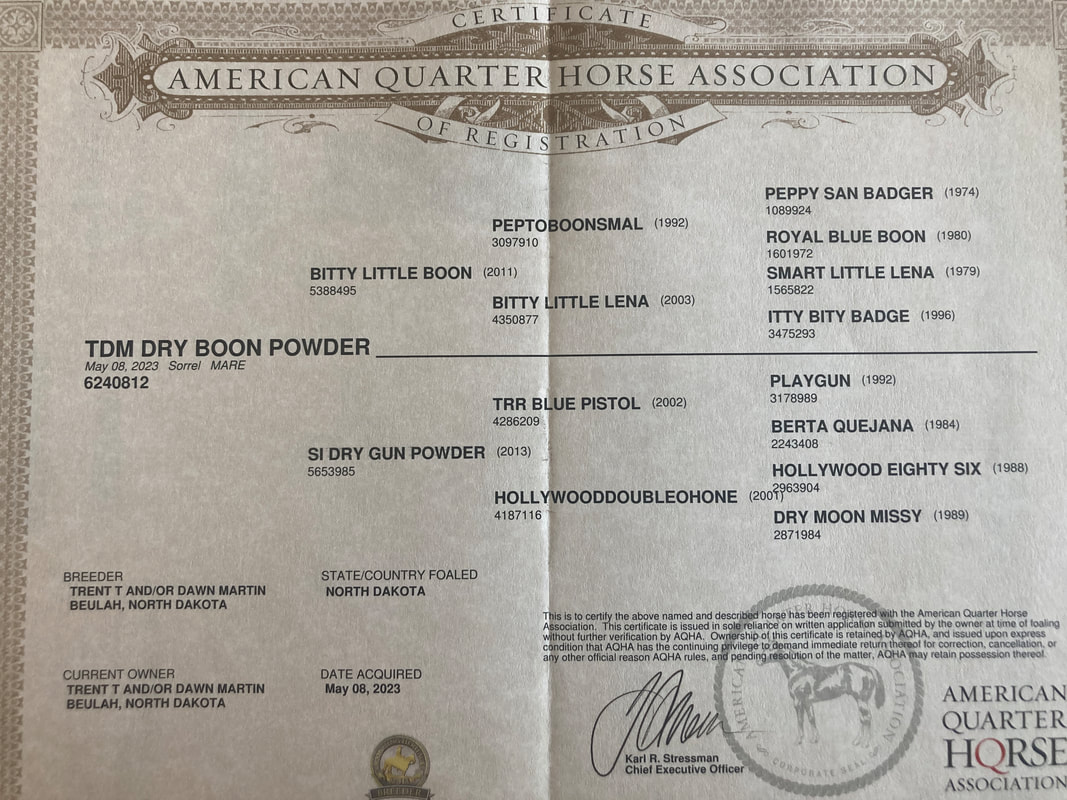 CERTIFICATE
AMERICAN QUARTER HORSE ASSOCIATION
OF REGISTRATION
PEPPY SAN BADGER (1974)
1089924
PEPTOBOONSMAL (1992)
3097910
ROYAL BLUE BOON (1980)
1601972
BITTY LITTLE BOON (2011)
5388495
SMART LITTLE LENA (1979)
1565822
BITTY LITTLE LENA (2003)
4350877
ITTY BITY BADGE (1996)
3475293
TDM DRY BOON POWDER
May 08, 2023 Sorrel MARE
6240812
PLAYGUN (1992)
3178989
TRR BLUE PISTOL (2002)
4286209
BERTA QUEJANA (1984)
2243408
SI DRY GUN POWDER (2013)
5653985
HOLLYWOOD EIGHTY SIX (1988)
2963904
HOLLYWOODDOUBLEOHONE (2001)
4187116
DRY MOON MISSY (1989)
2871984
BREEDER
TRENT T AND/OR DAWN MARTIN
BEULAH, NORTH DAKOTA
STATE/COUNTRY FOALED
NORTH DAKOTA
This is to certify the above named and described horse has been registered with the American Quarter Horse
Association. This certificate is issued in sole reliance on written application submitted by the owner at time of foaling
without further verification by AQHA. Ownership of this certificate is retained by AQHA, and issued upon express
condition that AQHA has the continuing privilege to demand immediate return thereof for correction, cancellation, or
any other official reason AQHA rules, and pending resolution of the matter, AQHA may retain possession thereof.
CURRENT OWNER
TRENT T AND/OR DAWN MARTIN
BEULAH, NORTH DAKOTA
DATE ACQUIRED
May 08, 2023
Karl R. Stressman
Chief Executive Officer
CORPORATE SEAL
AMERICAN
QUARTER
HORSE
ASSOCIATION
BREEDER